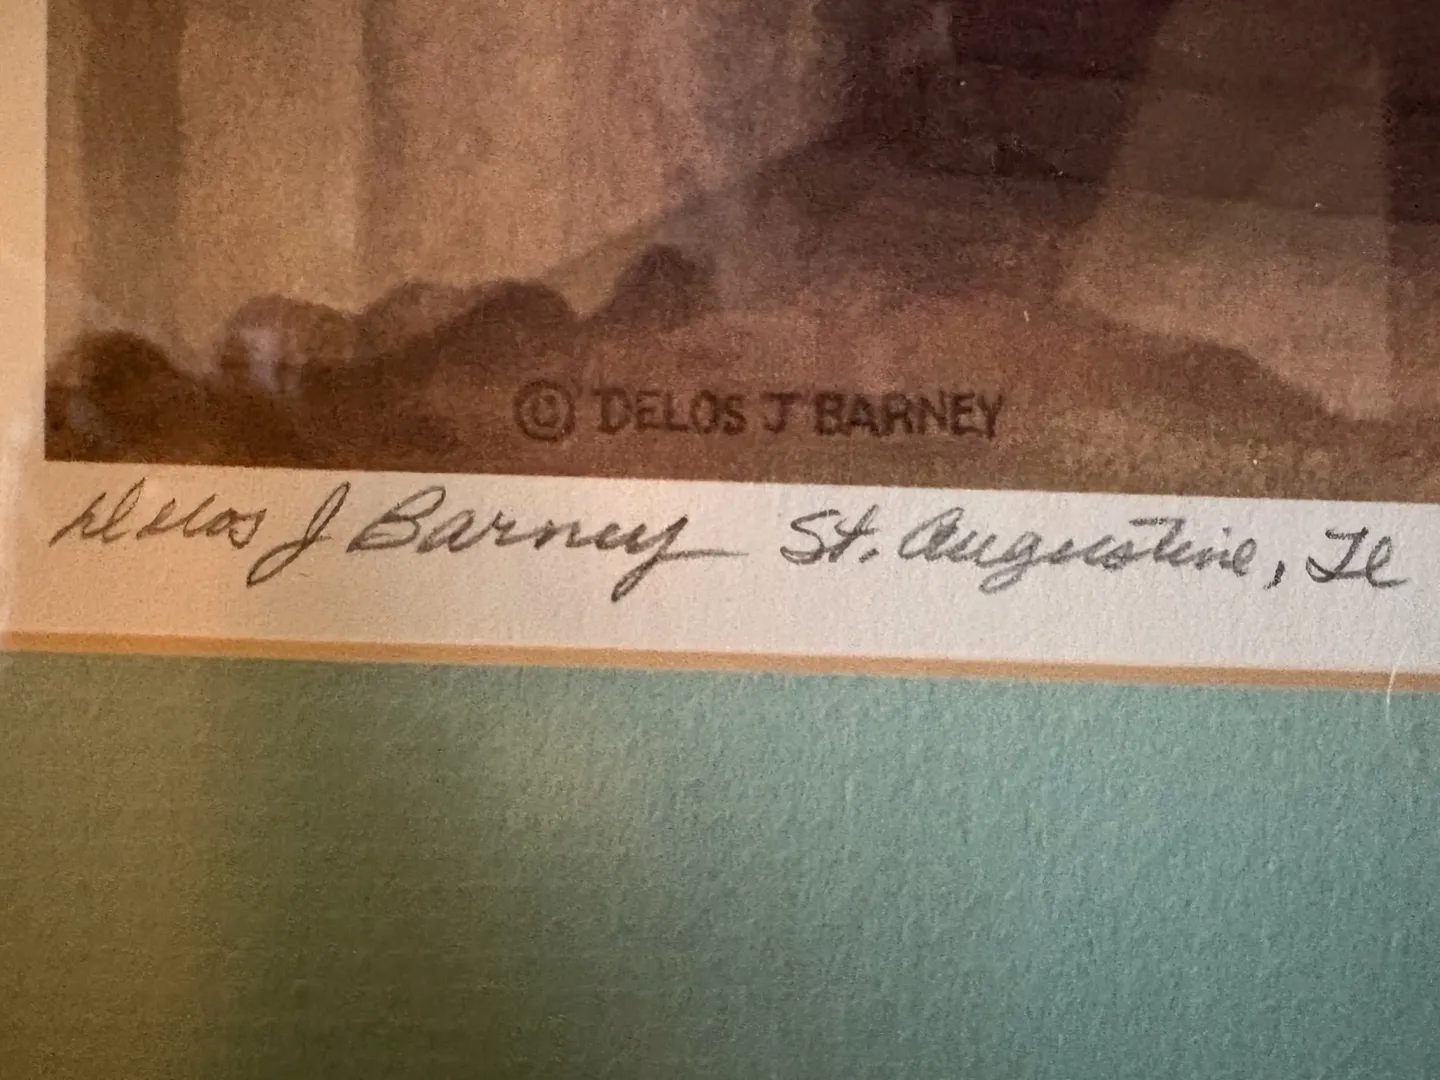 © DELOS J BARNEY
Delos J Barney St. Augustine, Fl